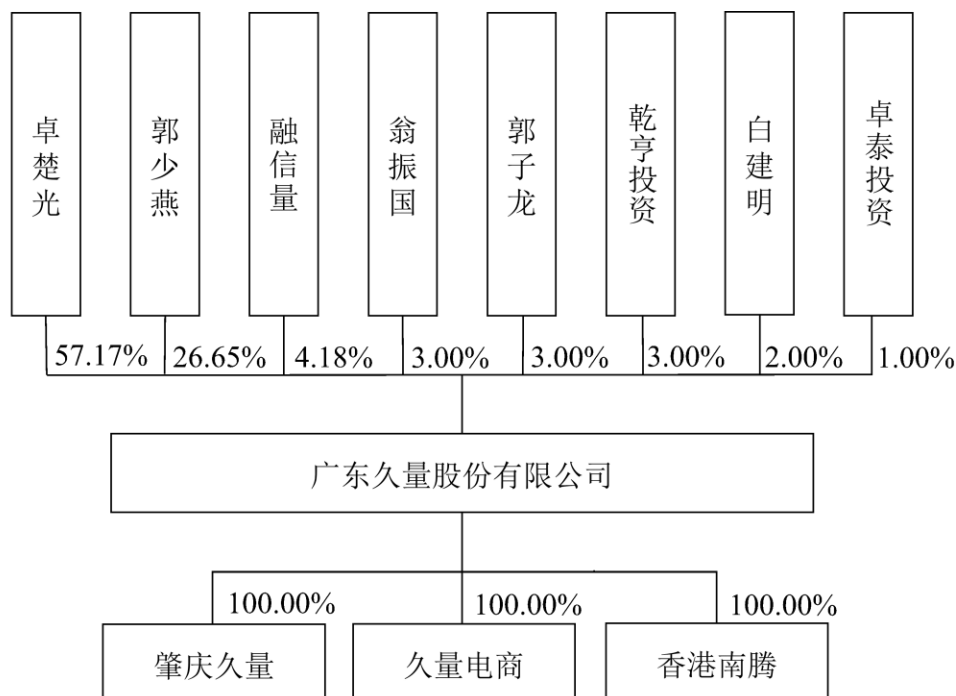 卓楚光
郭少燕
融信量
翁振国
郭子龙
乾亨投资
白建明
卓泰投资
57.17%
26.65%
4.18%
3.00%
3.00%
3.00%
2.00%
1.00%
广东久量股份有限公司
100.00%
100.00%
100.00%
肇庆久量
久量电商
香港南腾